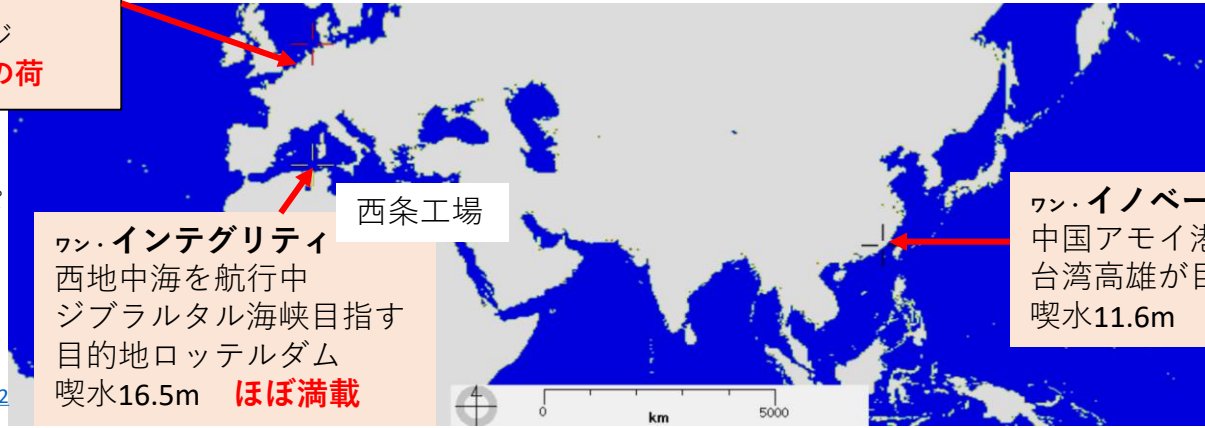 ジ
の荷
。
西条工場
ワン・インテグリティ
西地中海を航行中
ジブラルタル海峡目指す
目的地ロッテルダム
喫水16.5m ほぼ満載
ワン・イノベー
中国アモイ港
台湾高雄が目
喫水11.6m
2
0 5000
km